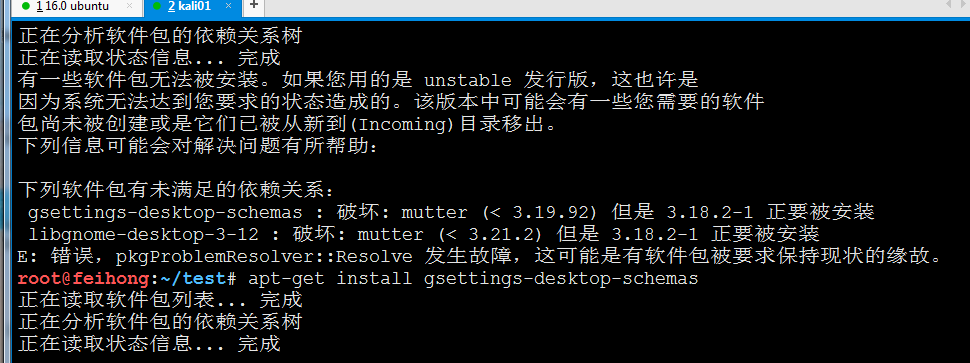 1 16.0 ubuntu × 2 kali01 × +
正在分析软件包的依赖关系树
正在读取状态信息... 完成
有一些软件包无法被安装。如果您用的是 unstable 发行版，这也许是
因为系统无法达到您要求的状态造成的。该版本中可能会有一些您需要的软件
包尚未被创建或是它们已被从新到(Incoming)目录移出。
下列信息可能会对解决问题有所帮助：
下列软件包有未满足的依赖关系：
gsettings-desktop-schemas : 破坏: mutter (< 3.19.92) 但是 3.18.2-1 正要被安装
libgnome-desktop-3-12 : 破坏: mutter (< 3.21.2) 但是 3.18.2-1 正要被安装
E: 错误，pkgProblemResolver::Resolve 发生故障，这可能是有软件包被要求保持现状的缘故。
root@feihong:~/test# apt-get install gsettings-desktop-schemas
正在读取软件包列表... 完成
正在分析软件包的依赖关系树
正在读取状态信息... 完成